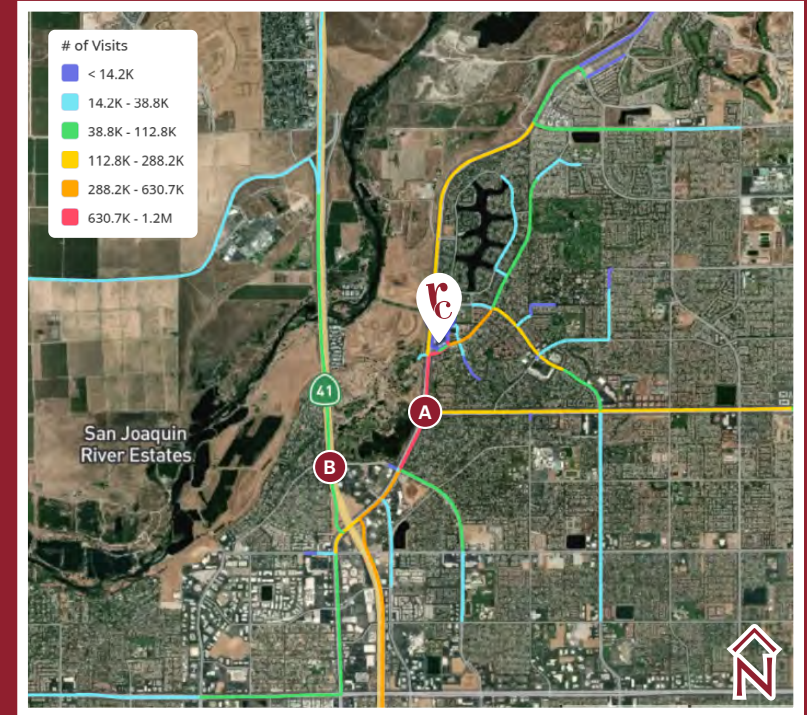 # of Visits
< 14.2K
14.2K - 38.8K
38.8K - 112.8K
112.8K - 288.2K
288.2K - 630.7K
630.7K - 1.2M
rc
41
A
San Joaquin
River Estates
B
N